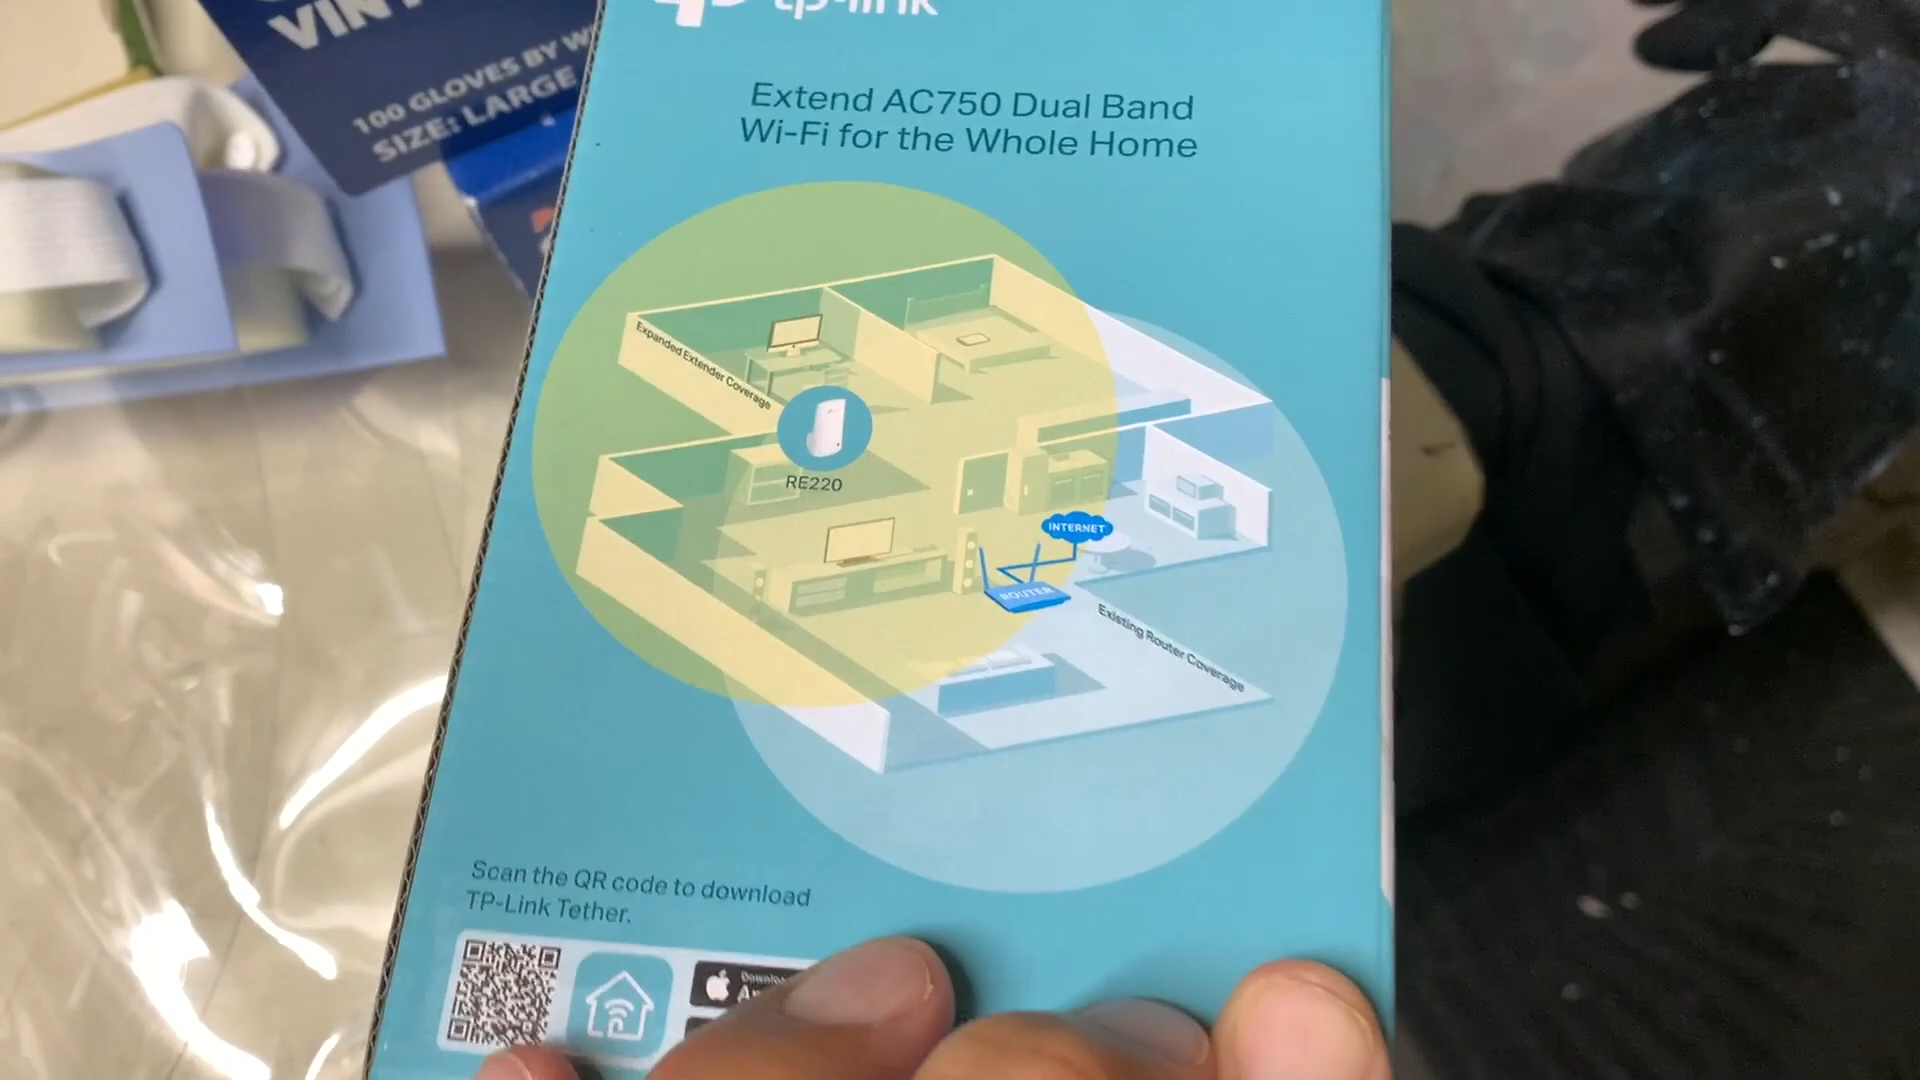 100 GLOVES BY
SIZE: LARGE
tp-link
Extend AC750 Dual Band
Wi-Fi for the Whole Home
Expanded Extender Coverage
RE220
INTERNET
ROUTER
Existing Router Coverage
Scan the QR code to download
TP-Link Tether.